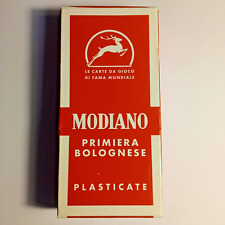 LE CARTE DA GIOCO
DI FAMA MONDIALE
MODIANO
PRIMIERA
BOLOGNESE
PLASTICATE